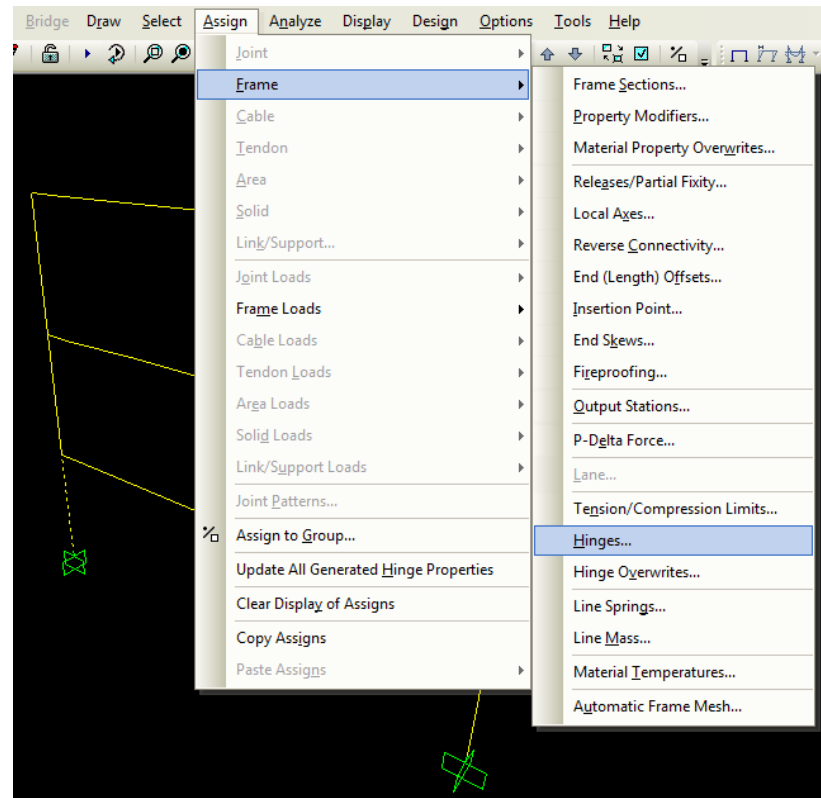 Bridge Draw Select Assign Analyze Display Design Options Tools Help
Joint
Frame
Cable
Tendon
Area
Solid
Link/Support...
Joint Loads
Frame Loads
Cable Loads
Tendon Loads
Area Loads
Solid Loads
Link/Support Loads
Joint Patterns...
Assign to Group...
Update All Generated Hinge Properties
Clear Display of Assigns
Copy Assigns
Paste Assigns
Frame Sections...
Property Modifiers...
Material Property Overwrites...
Releases/Partial Fixity...
Local Axes...
Reverse Connectivity...
End (Length) Offsets...
Insertion Point...
End Skews...
Fireproofing...
Output Stations...
P-Delta Force...
Lane...
Tension/Compression Limits...
Hinges...
Hinge Overwrites...
Line Springs...
Line Mass...
Material Temperatures...
Automatic Frame Mesh...